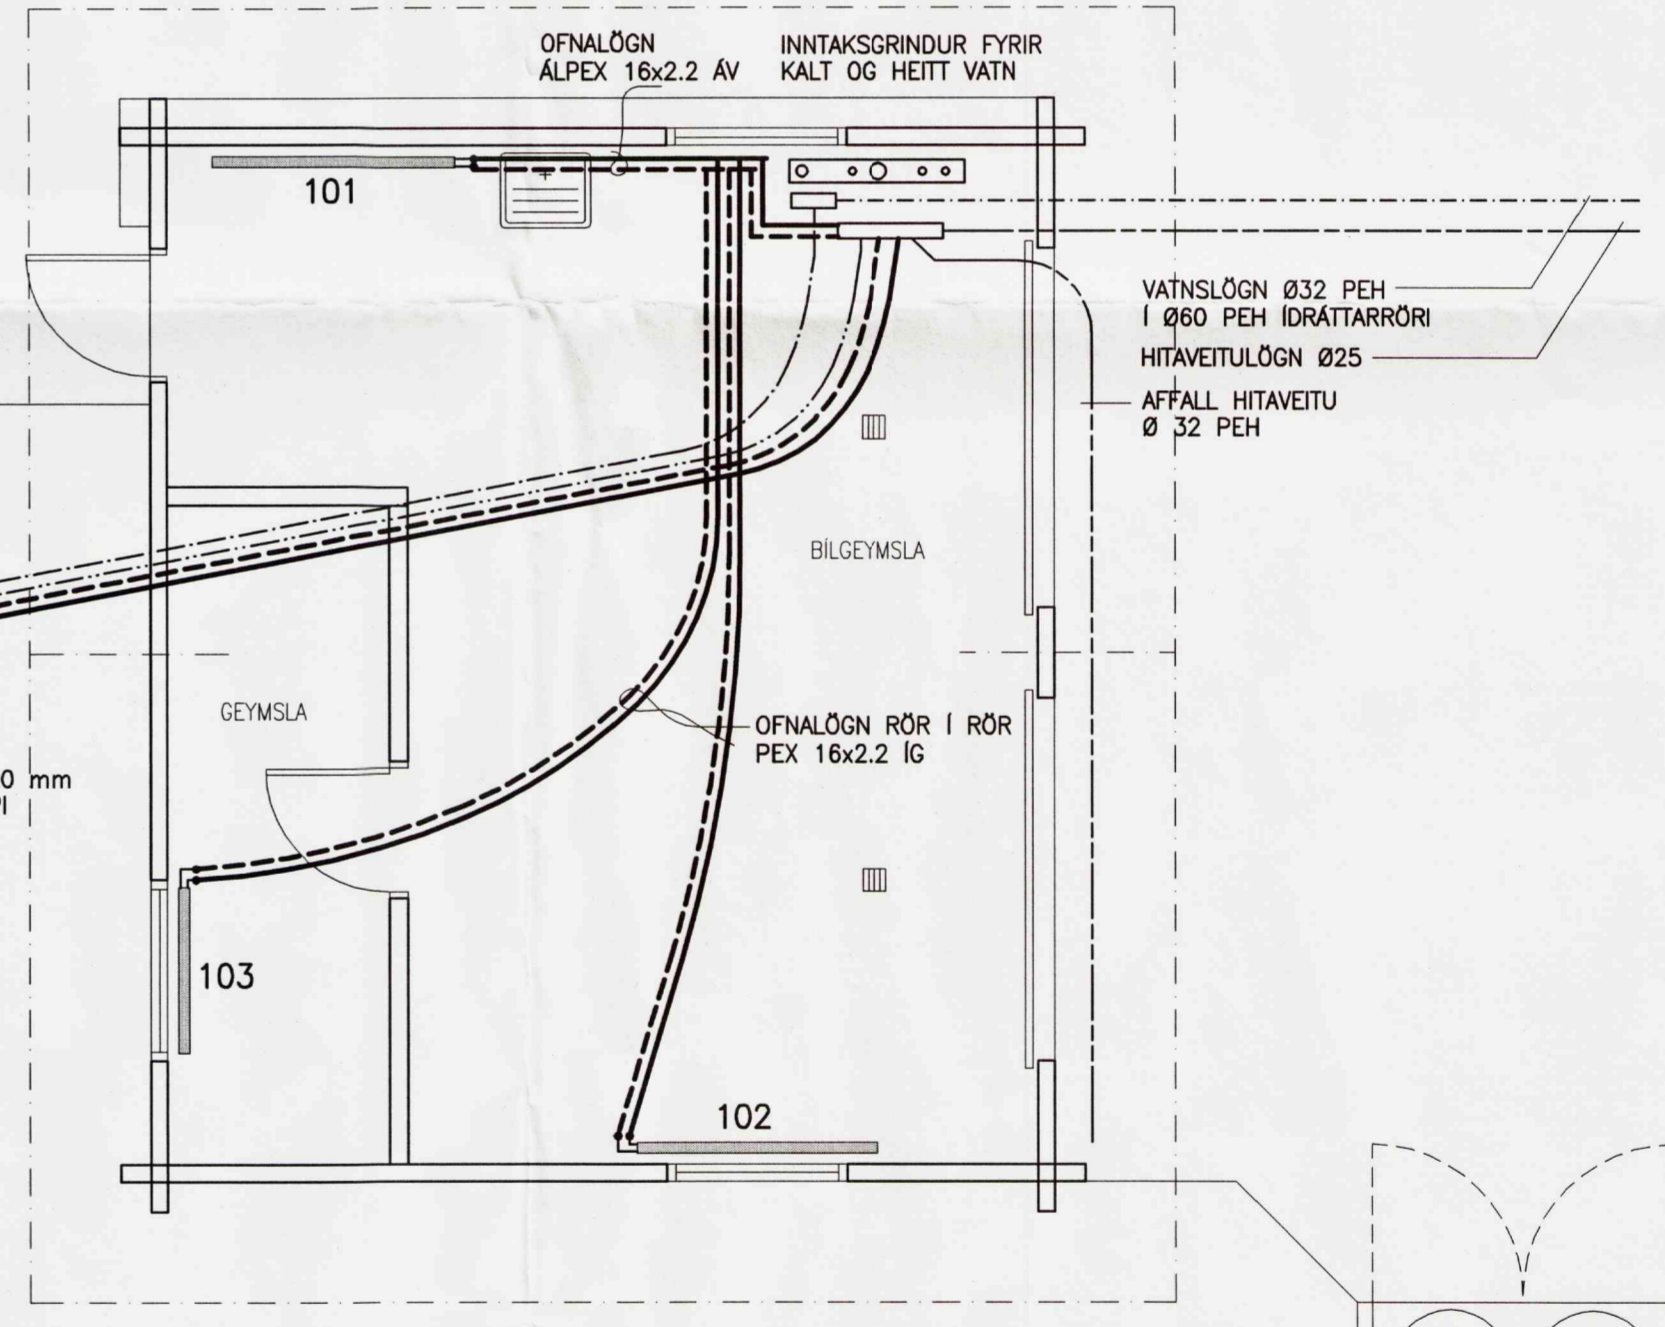 OFNALÖGN
ÁLPEX 16x2.2 ÁV
INNTAKSGRINDUR FYRIR
KALT OG HEITT VATN
101
VATNSLÖGN Ø32 PEH
Í Ø60 PEH ÍDRÁTTARRÖRI
HITAVEITULÖGN Ø25
AFFALL HITAVEITU
Ø 32 PEH
BÍLGEYMSLA
GEYMSLA
OFNALÖGN RÖR Í RÖR
PEX 16x2.2 ÍG
0 mm
103
102